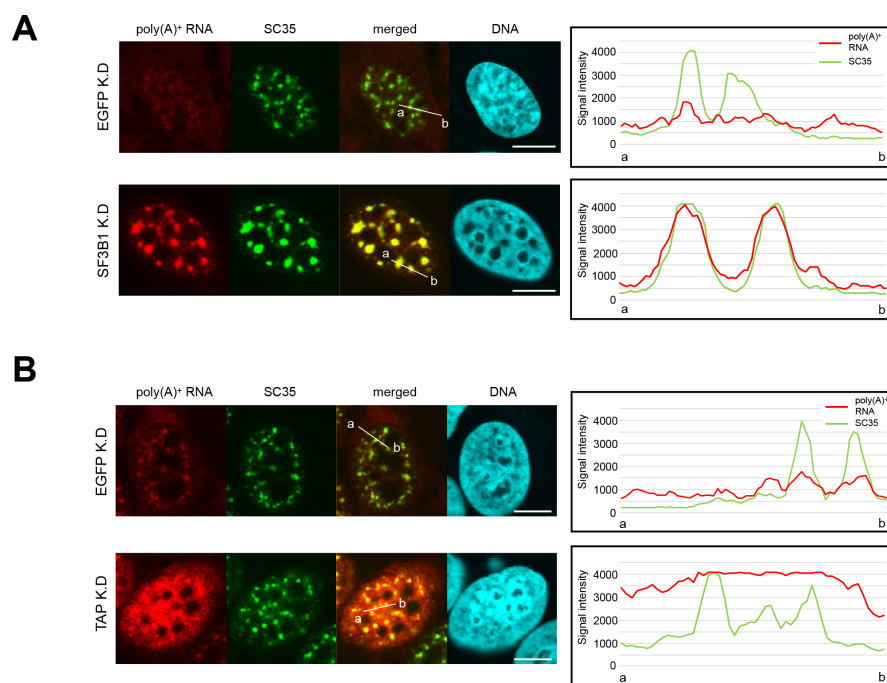 A
poly(A)+ RNA SC35 merged DNA
EGFP K.D
a
b
Signal intensity
4000
3000
2000
1000
0
poly(A)+
RNA
SC35
a b
SF3B1 K.D
a
b
Signal intensity
4000
3000
2000
1000
0
a b
B
poly(A)+ RNA SC35 merged DNA
EGFP K.D
a
b
Signal intensity
4000
3000
2000
1000
0
poly(A)+
RNA
SC35
a b
TAP K.D
a
b
Signal intensity
4000
3000
2000
1000
0
a b